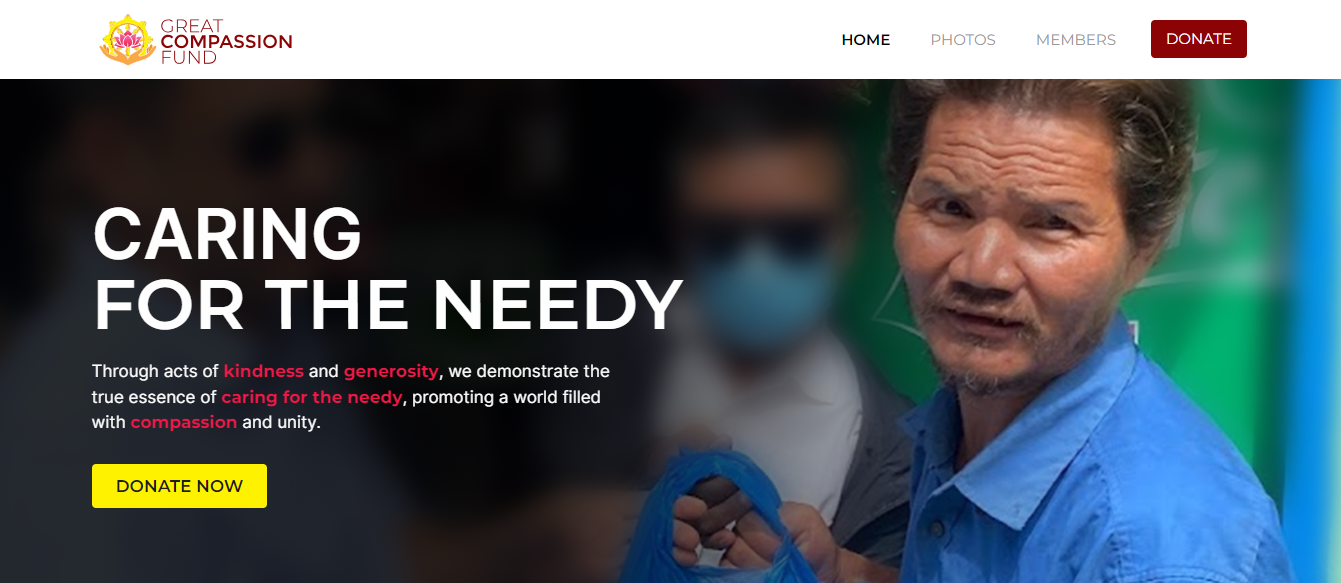 GREAT
COMPASSION
FUND
HOME PHOTOS MEMBERS DONATE
CARING
FOR THE NEEDY
Through acts of kindness and generosity, we demonstrate the
true essence of caring for the needy, promoting a world filled
with compassion and unity.
DONATE NOW